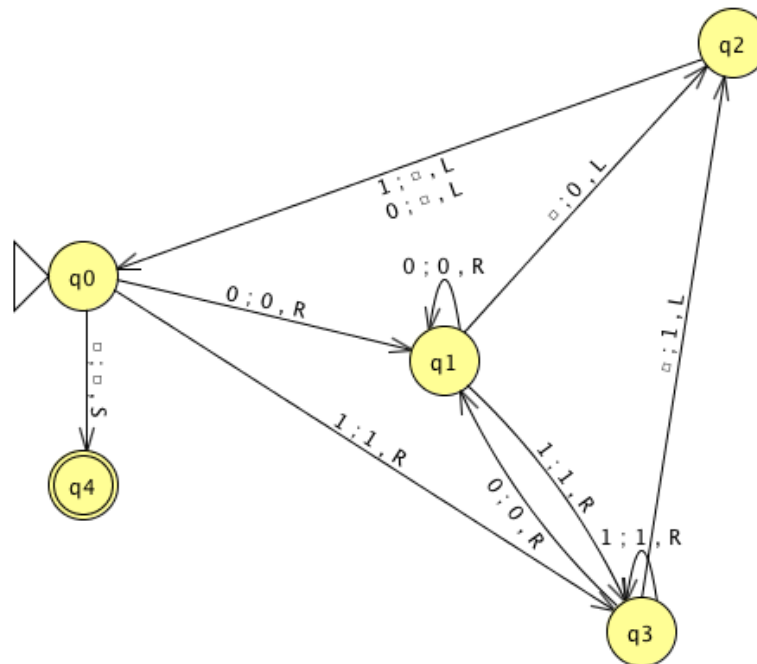 q2
1;□,L
0;□,L
□;0,L
q0
0;0,R
0;0,R
q1
□;□,S
□;1,L
1;1,R
1;1,R
0;0,R
q4
1;1,R
q3